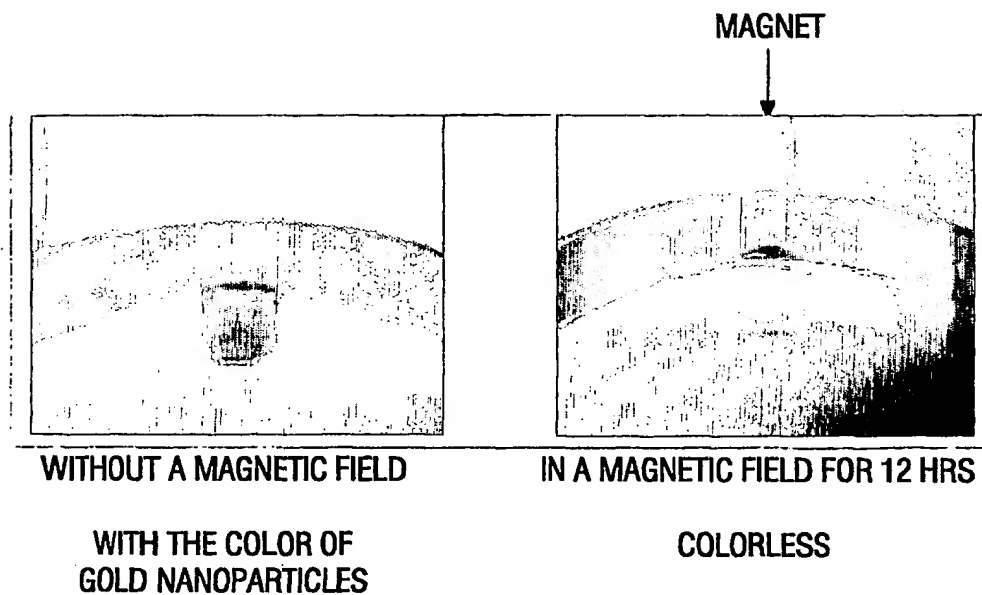 MAGNET
WITHOUT A MAGNETIC FIELD
IN A MAGNETIC FIELD FOR 12 HRS
WITH THE COLOR OF
GOLD NANOPARTICLES
COLORLESS